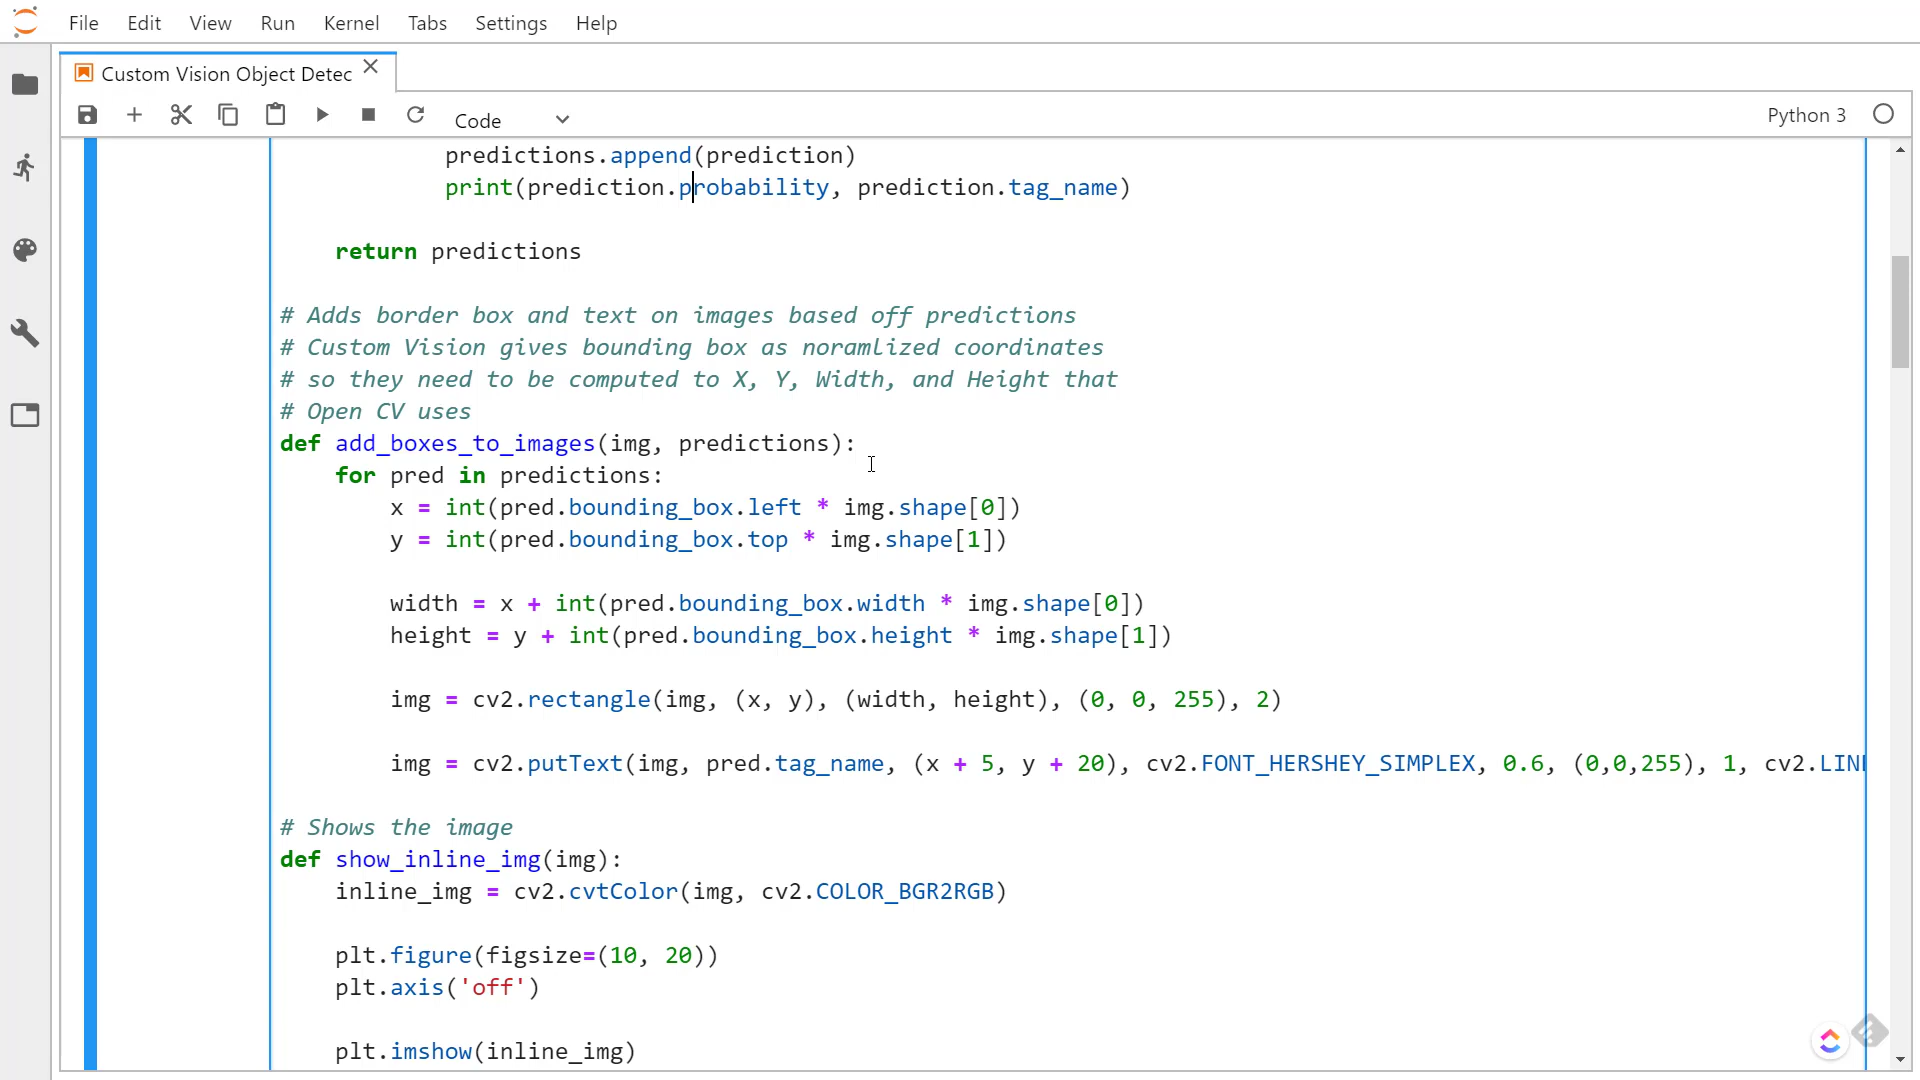 File Edit View Run Kernel Tabs Settings Help
Custom Vision Object Detec
Code Python 3
predictions.append(prediction)
print(prediction.probability, prediction.tag_name)
return predictions
# Adds border box and text on images based off predictions
# Custom Vision gives bounding box as noramlized coordinates
# so they need to be computed to X, Y, Width, and Height that
# Open CV uses
def add_boxes_to_images(img, predictions):
for pred in predictions:
x = int(pred.bounding_box.left * img.shape[0])
y = int(pred.bounding_box.top * img.shape[1])
width = x + int(pred.bounding_box.width * img.shape[0])
height = y + int(pred.bounding_box.height * img.shape[1])
img = cv2.rectangle(img, (x, y), (width, height), (0, 0, 255), 2)
img = cv2.putText(img, pred.tag_name, (x + 5, y + 20), cv2.FONT_HERSHEY_SIMPLEX, 0.6, (0,0,255), 1, cv2.LIN
# Shows the image
def show_inline_img(img):
inline_img = cv2.cvtColor(img, cv2.COLOR_BGR2RGB)
plt.figure(figsize=(10, 20))
plt.axis('off')
plt.imshow(inline_img)